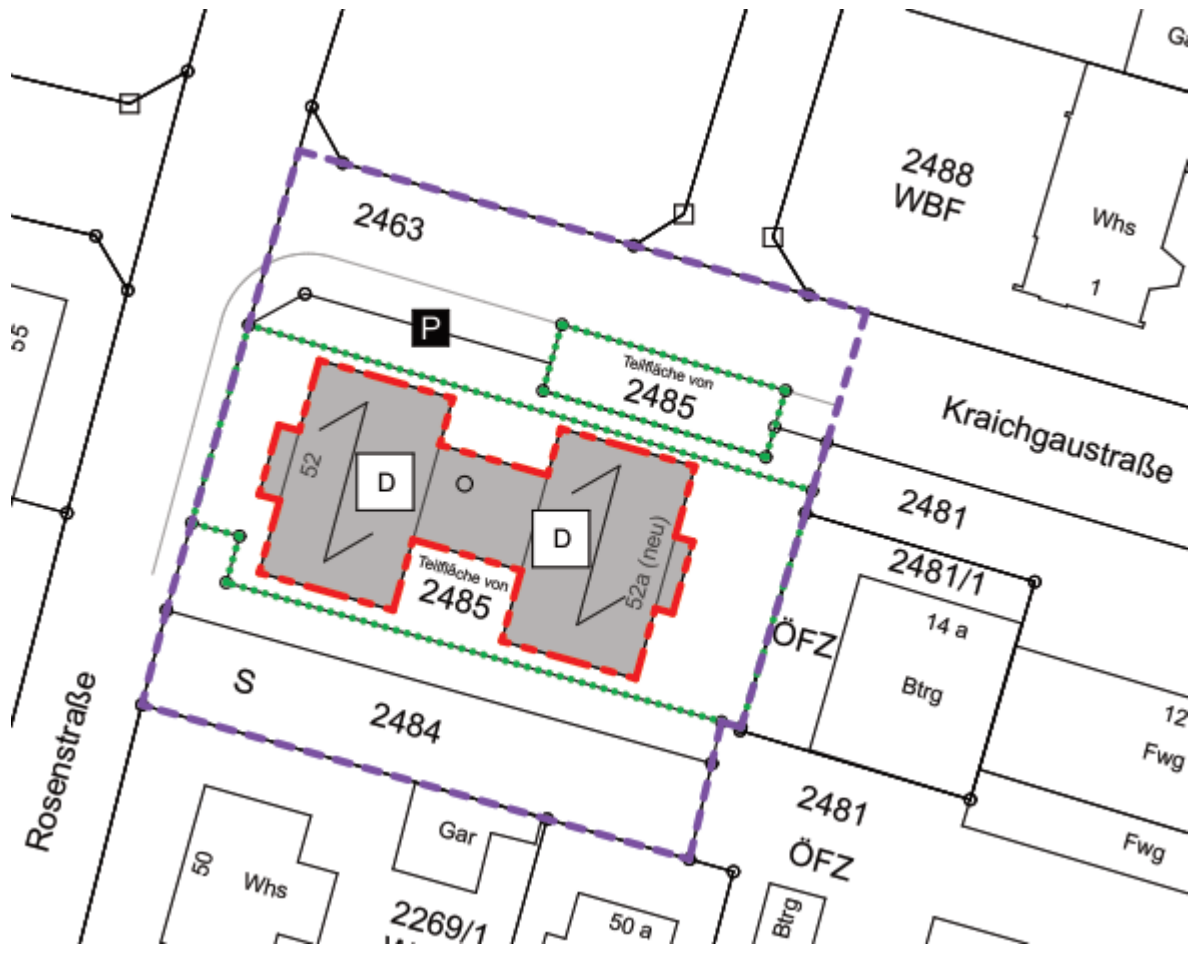 Ga
2488
WBF
Whs
1
2463
P
55
Teilfläche von
2485
Kraichgaustraße
52
D
D
52a (neu)
Teilfläche von
2485
2481
2481/1
ÖFZ
14 a
Btrg
12
Fwg
S
2484
Rosenstraße
2481
ÖFZ
Fwg
Gar
50
Whs
2269/1
50 a
Btrg